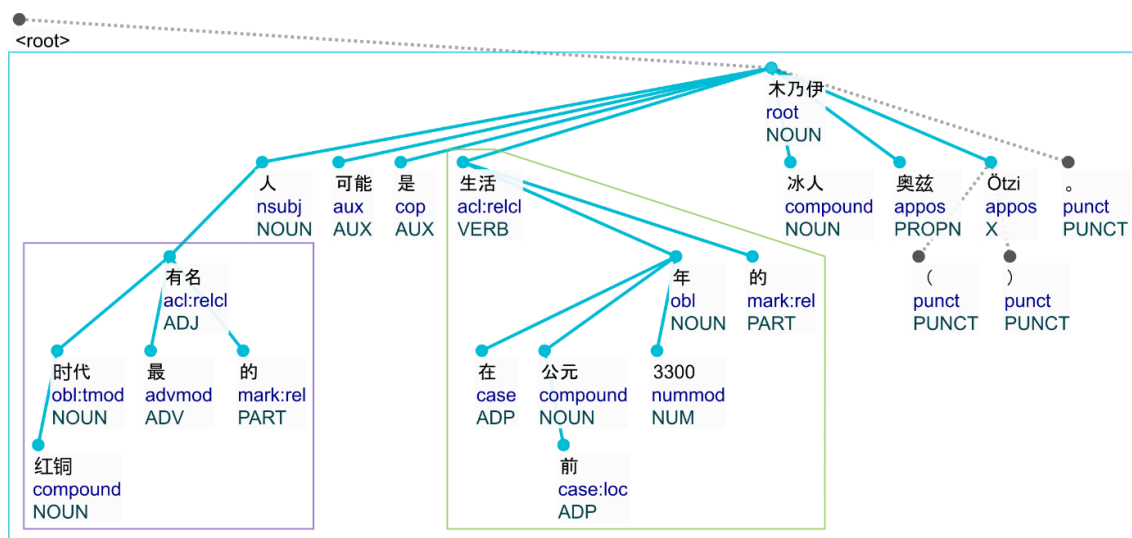 <root>
木乃伊
root
NOUN
人 可能 是 生活 冰人 奥兹 Ötzi 。
nsubj aux cop acl:relcl compound appos appos punct
NOUN AUX AUX VERB NOUN PROPN X PUNCT
有名 年 的 （ ）
acl:relcl obl mark:rel punct punct
ADJ NOUN PART PUNCT PUNCT
时代 最 的 在 公元 3300
obl:tmod advmod mark:rel case compound nummod
NOUN ADV PART ADP NOUN NUM
红铜 前
compound case:loc
NOUN ADP